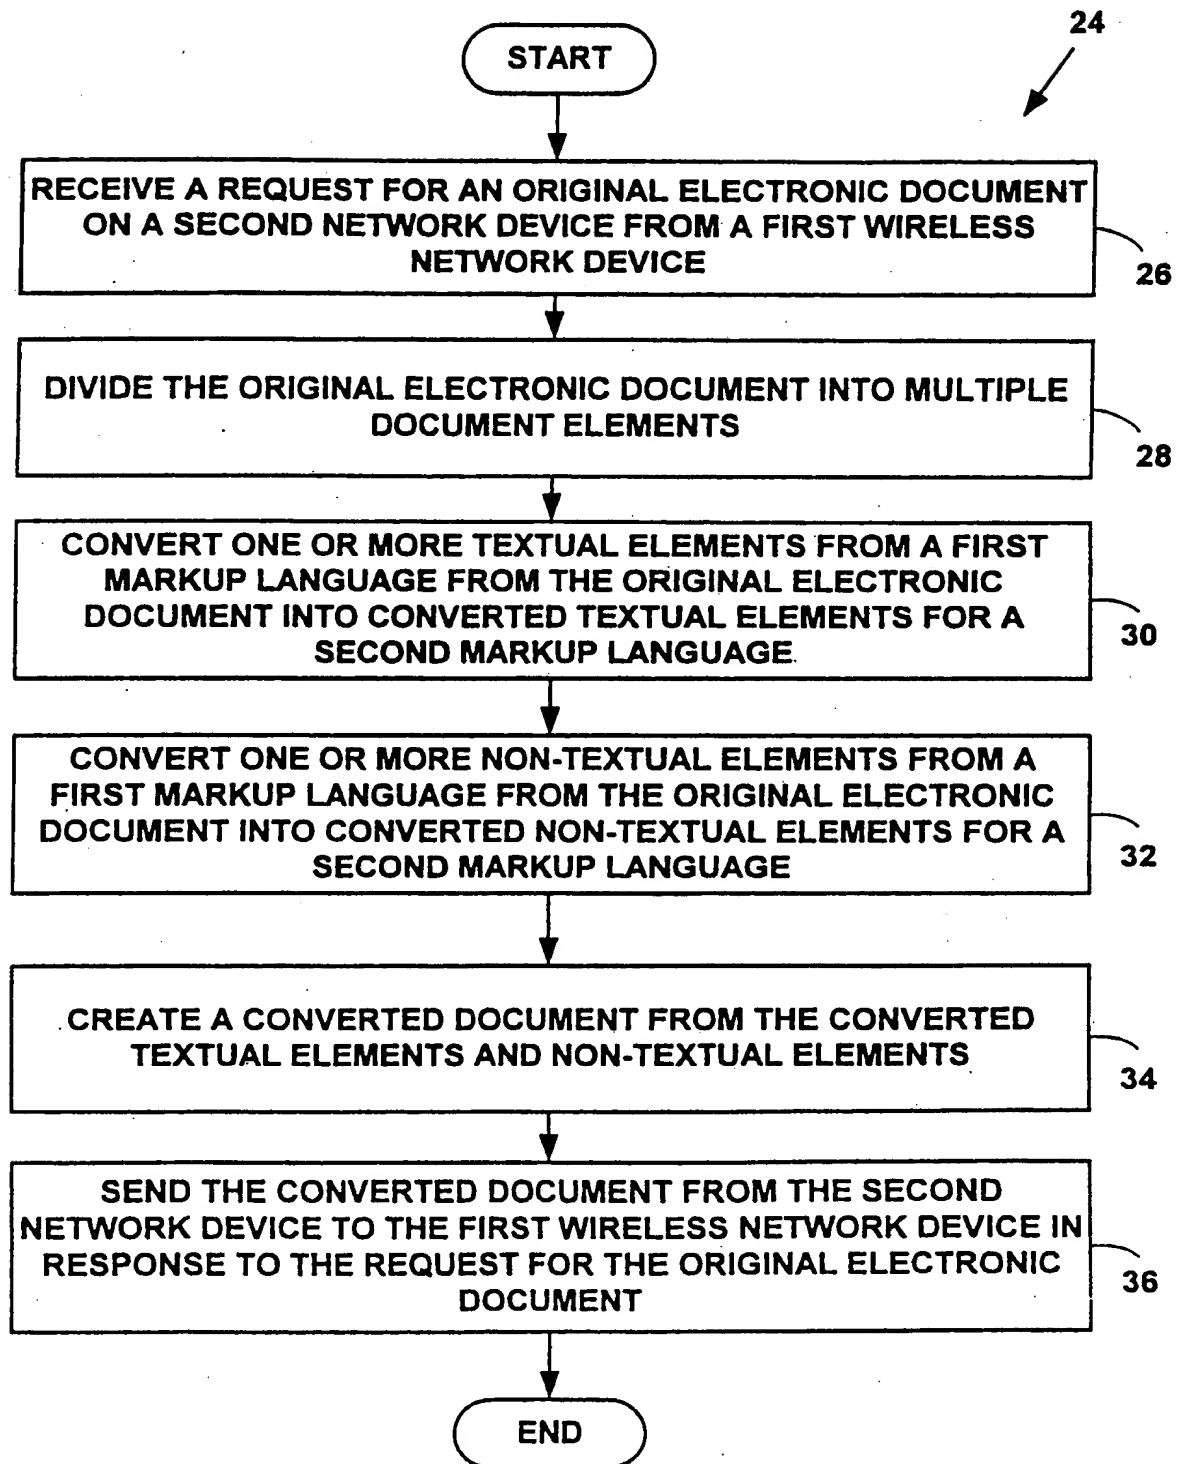 24
START
RECEIVE A REQUEST FOR AN ORIGINAL ELECTRONIC DOCUMENT
ON A SECOND NETWORK DEVICE FROM A FIRST WIRELESS
NETWORK DEVICE
26
DIVIDE THE ORIGINAL ELECTRONIC DOCUMENT INTO MULTIPLE
DOCUMENT ELEMENTS
28
CONVERT ONE OR MORE TEXTUAL ELEMENTS FROM A FIRST
MARKUP LANGUAGE FROM THE ORIGINAL ELECTRONIC
DOCUMENT INTO CONVERTED TEXTUAL ELEMENTS FOR A
SECOND MARKUP LANGUAGE
30
CONVERT ONE OR MORE NON-TEXTUAL ELEMENTS FROM A
FIRST MARKUP LANGUAGE FROM THE ORIGINAL ELECTRONIC
DOCUMENT INTO CONVERTED NON-TEXTUAL ELEMENTS FOR A
SECOND MARKUP LANGUAGE
32
CREATE A CONVERTED DOCUMENT FROM THE CONVERTED
TEXTUAL ELEMENTS AND NON-TEXTUAL ELEMENTS
34
SEND THE CONVERTED DOCUMENT FROM THE SECOND
NETWORK DEVICE TO THE FIRST WIRELESS NETWORK DEVICE IN
RESPONSE TO THE REQUEST FOR THE ORIGINAL ELECTRONIC
DOCUMENT
36
END